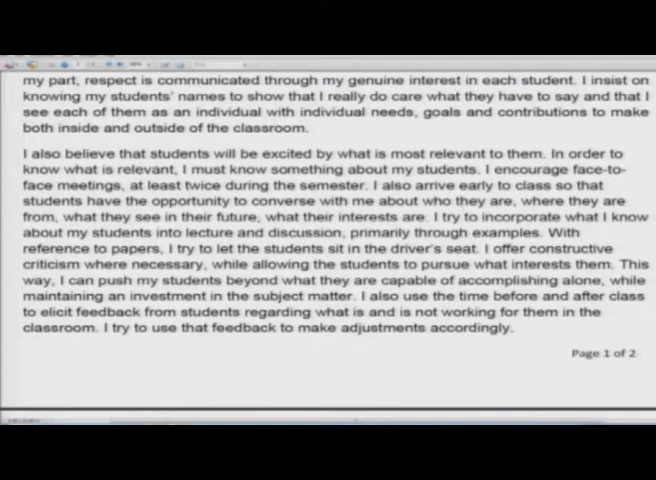 my part, respect is communicated through my genuine interest in each student. I insist on
knowing my students' names to show that I really do care what they have to say and that I
see each of them as an individual with individual needs, goals and contributions to make
both inside and outside of the classroom.
I also believe that students will be excited by what is most relevant to them. In order to
know what is relevant, I must know something about my students. I encourage face-to-
face meetings, at least twice during the semester. I also arrive early to class so that
students have the opportunity to converse with me about who they are, where they are
from, what they see in their future, what their interests are. I try to incorporate what I know
about my students into lecture and discussion, primarily through examples. With
reference to papers, I try to let the students sit in the driver's seat. I offer constructive
criticism where necessary, while allowing the students to pursue what interests them. This
way, I can push my students beyond what they are capable of accomplishing alone, while
maintaining an investment in the subject matter. I also use the time before and after class
to elicit feedback from students regarding what is and is not working for them in the
classroom. I try to use that feedback to make adjustments accordingly.
Page 1 of 2